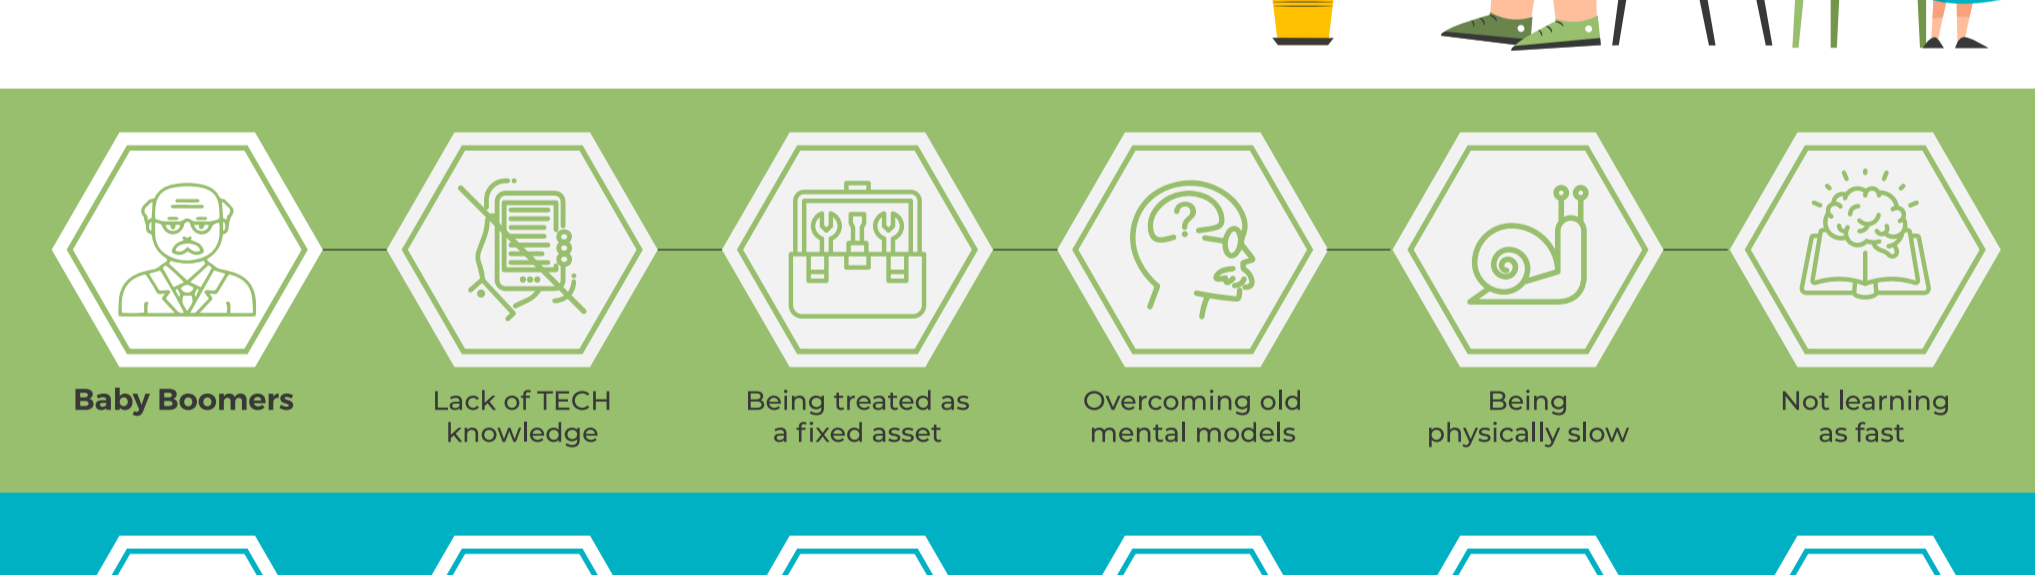 Baby Boomers
Lack of TECH
knowledge
Being treated as
a fixed asset
Overcoming old
mental models
Being
physically slow
Not learning
as fast
?